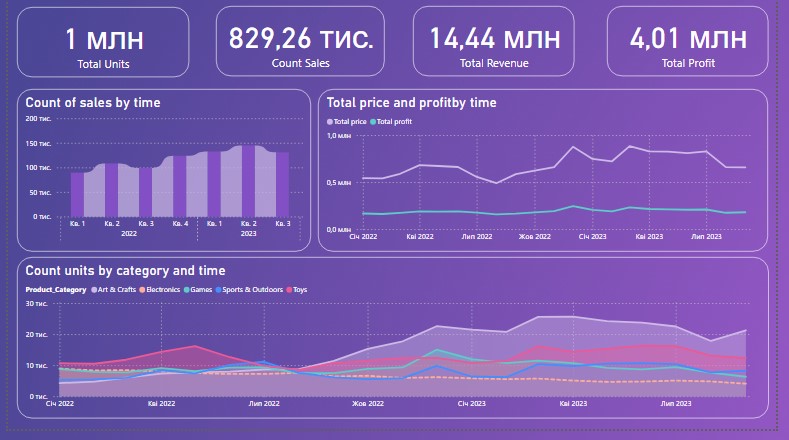 1 МЛН
Total Units
829,26 ТИС.
Count Sales
14,44 МЛН
Total Revenue
4,01 МЛН
Total Profit
Count of sales by time
200 тис.
150 тис.
100 тис.
50 тис.
0 тис.
Кв. 1 Кв. 2 Кв. 3 Кв. 4 Кв. 1 Кв. 2 Кв. 3
2022 2023
Total price and profitby time
Total price Total profit
1,0 млн
0,5 млн
0,0 млн
Січ 2022 Кві 2022 Лип 2022 Жов 2022 Січ 2023 Кві 2023 Лип 2023
Count units by category and time
Product_Category Art & Crafts Electronics Games Sports & Outdoors Toys
30 тис.
20 тис.
10 тис.
0 тис.
Січ 2022 Кві 2022 Лип 2022 Жов 2022 Січ 2023 Кві 2023 Лип 2023